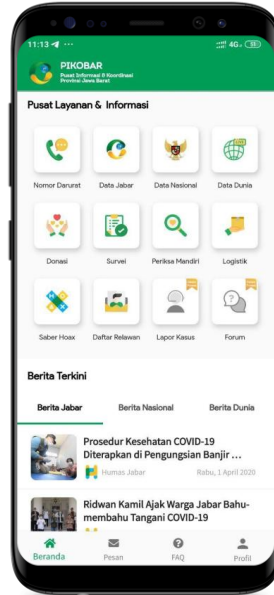 11:13
4G
PIKOBAR
Pusat Informasi & Koordinasi
Provinsi Jawa Barat
Pusat Layanan & Informasi
Nomor Darurat Data Jabar Data Nasional Data Dunia
Donasi Survei Periksa Mandiri Logistik
Saber Hoax Daftar Relawan Lapor Kasus Forum
Berita Terkini
Berita Jabar Berita Nasional Berita Dunia
Prosedur Kesehatan COVID-19
Diterapkan di Pengungsian Banjir ...
Humas Jabar Rabu, 1 April 2020
Ridwan Kamil Ajak Warga Jabar Bahu-
membahu Tangani COVID-19
Beranda Pesan FAQ Profil